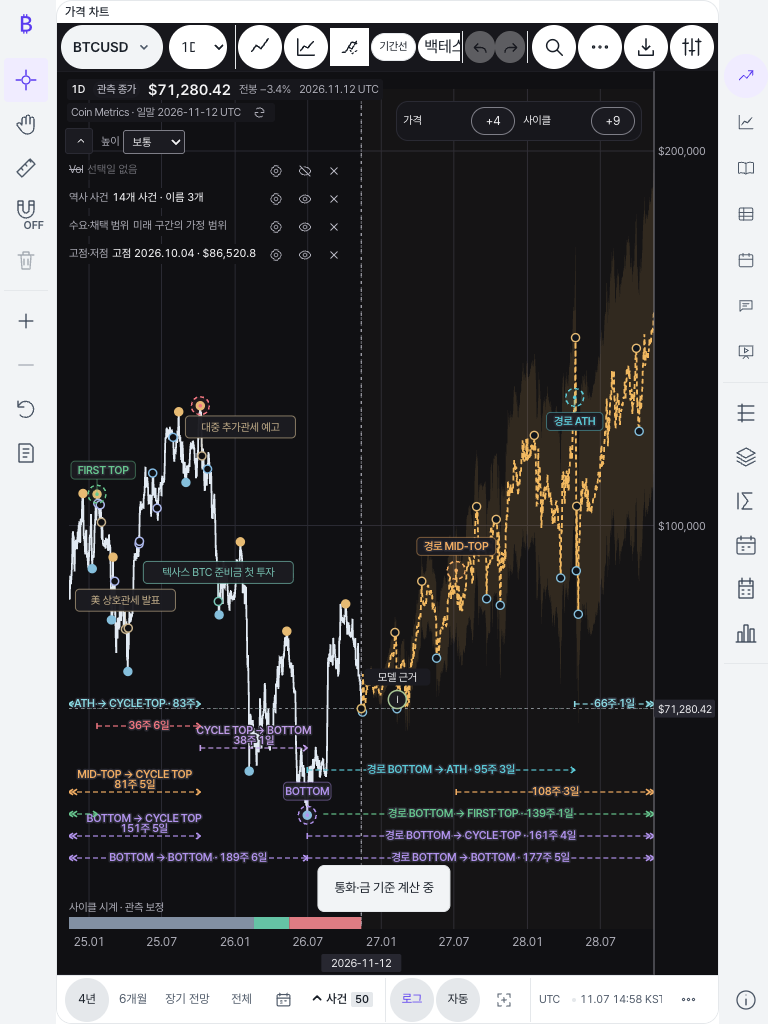 가격 차트
BTCUSD
기간선
1D 관측 종가 $71,280.42 전봉 −3.4% 2026.11.12 UTC
Coin Metrics · 일말 2026-11-12 UTC
가격 +4 사이클 +9
높이 보통
Vol 선택일 없음
역사 사건 14개 사건 · 이름 3개
수요·채택 범위 미래 구간의 가정 범위
고점·저점 고점 2026.10.04 · $86,520.8
OFF
$200,000
대중 추가관세 예고
경로 ATH
FIRST TOP
$100,000
경로 MID-TOP
텍사스 BTC 준비금 첫 투자
美 상호관세 발표
모델 근거
ATH → CYCLE TOP · 83주
66주 1일
$71,280.42
36주 6일
CYCLE TOP → BOTTOM
38주 1일
경로 BOTTOM → ATH · 95주 3일
MID-TOP → CYCLE TOP
81주 5일
BOTTOM
108주 3일
경로 BOTTOM → FIRST TOP · 139주 1일
BOTTOM → CYCLE TOP
151주 5일
경로 BOTTOM → CYCLE TOP · 161주 4일
BOTTOM → BOTTOM · 189주 6일
경로 BOTTOM → BOTTOM · 177주 5일
통화·금 기준 계산 중
사이클 시계 · 관측 보정
25.01 25.07 26.01 26.07 27.01 27.07 28.01 28.07
2026-11-12
4년 6개월 장기 전망 전체 사건 50 로그 자동 UTC 11.07 14:58 KST